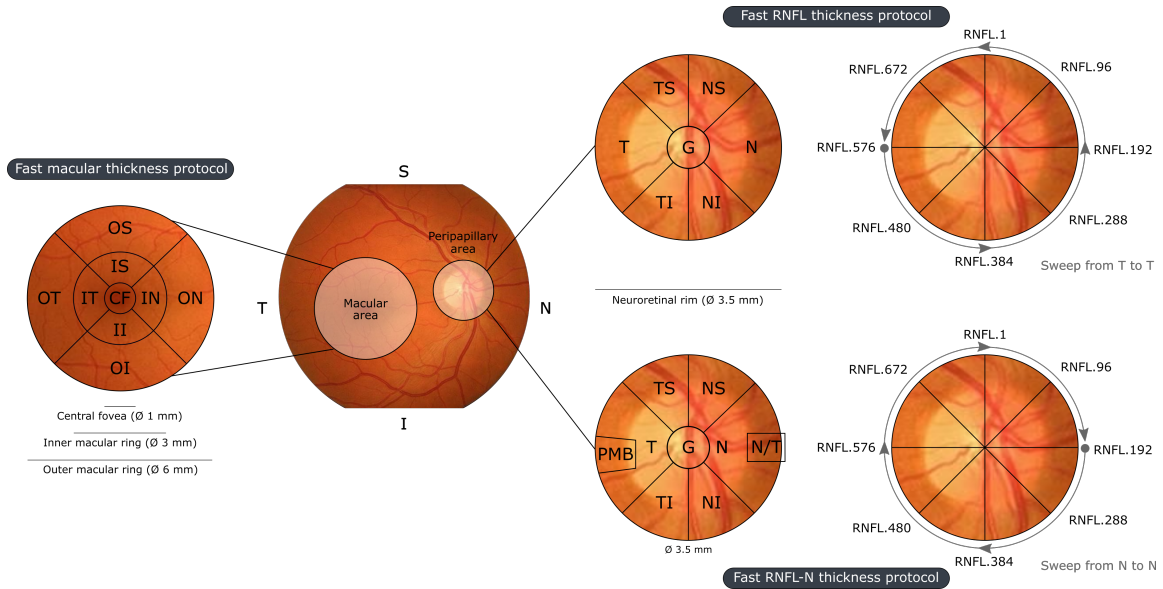 Fast macular thickness protocol
OS
IS
OT
IT
CF
IN
ON
II
OI
Central fovea (Ø 1 mm)
Inner macular ring (Ø 3 mm)
Outer macular ring (Ø 6 mm)
S
Peripapillary
area
T
Macular
area
N
I
Fast RNFL thickness protocol
TS
NS
T
G
N
TI
NI
Neuroretinal rim (Ø 3.5 mm)
RNFL.1
RNFL.672
RNFL.96
RNFL.576
RNFL.192
RNFL.480
RNFL.288
RNFL.384
Sweep from T to T
TS
NS
PMB
T
G
N
N/T
TI
NI
Ø 3.5 mm
RNFL.1
RNFL.672
RNFL.96
RNFL.576
RNFL.192
RNFL.480
RNFL.288
RNFL.384
Sweep from N to N
Fast RNFL-N thickness protocol